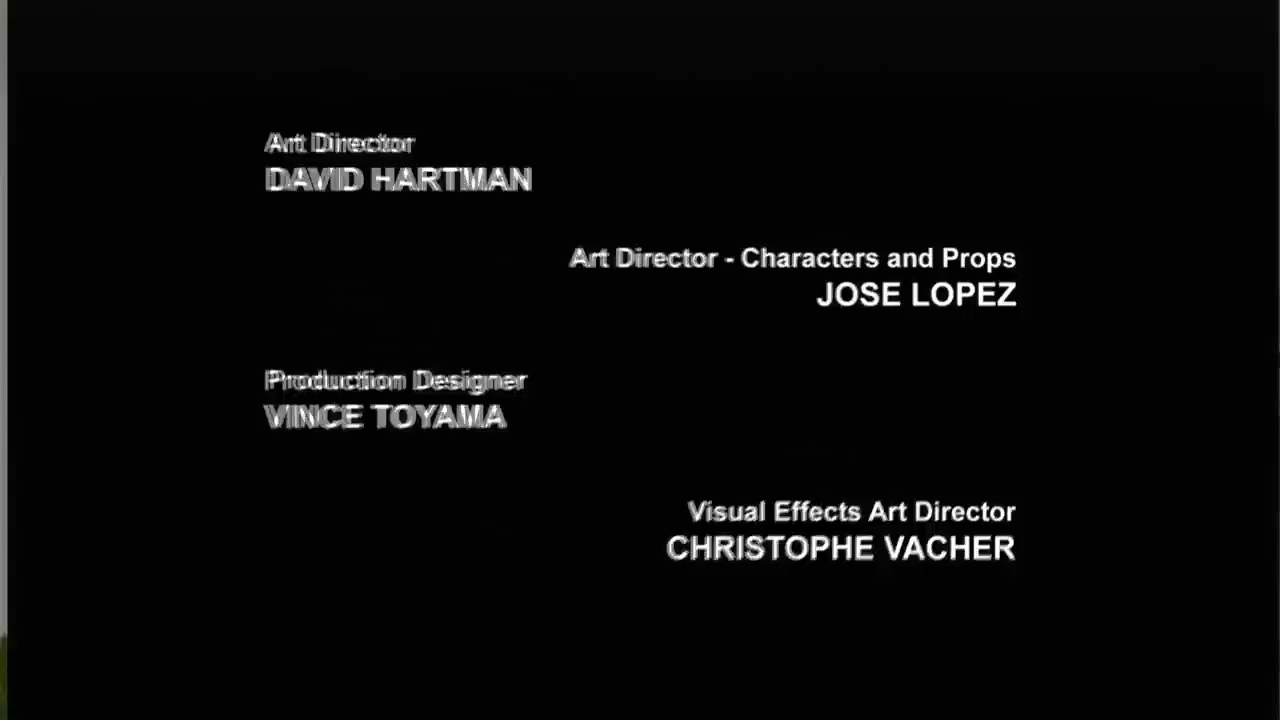 Art Director
DAVID HARTMAN
Art Director - Characters and Props
JOSE LOPEZ
Production Designer
VINCE TOYAMA
Visual Effects Art Director
CHRISTOPHE VACHER